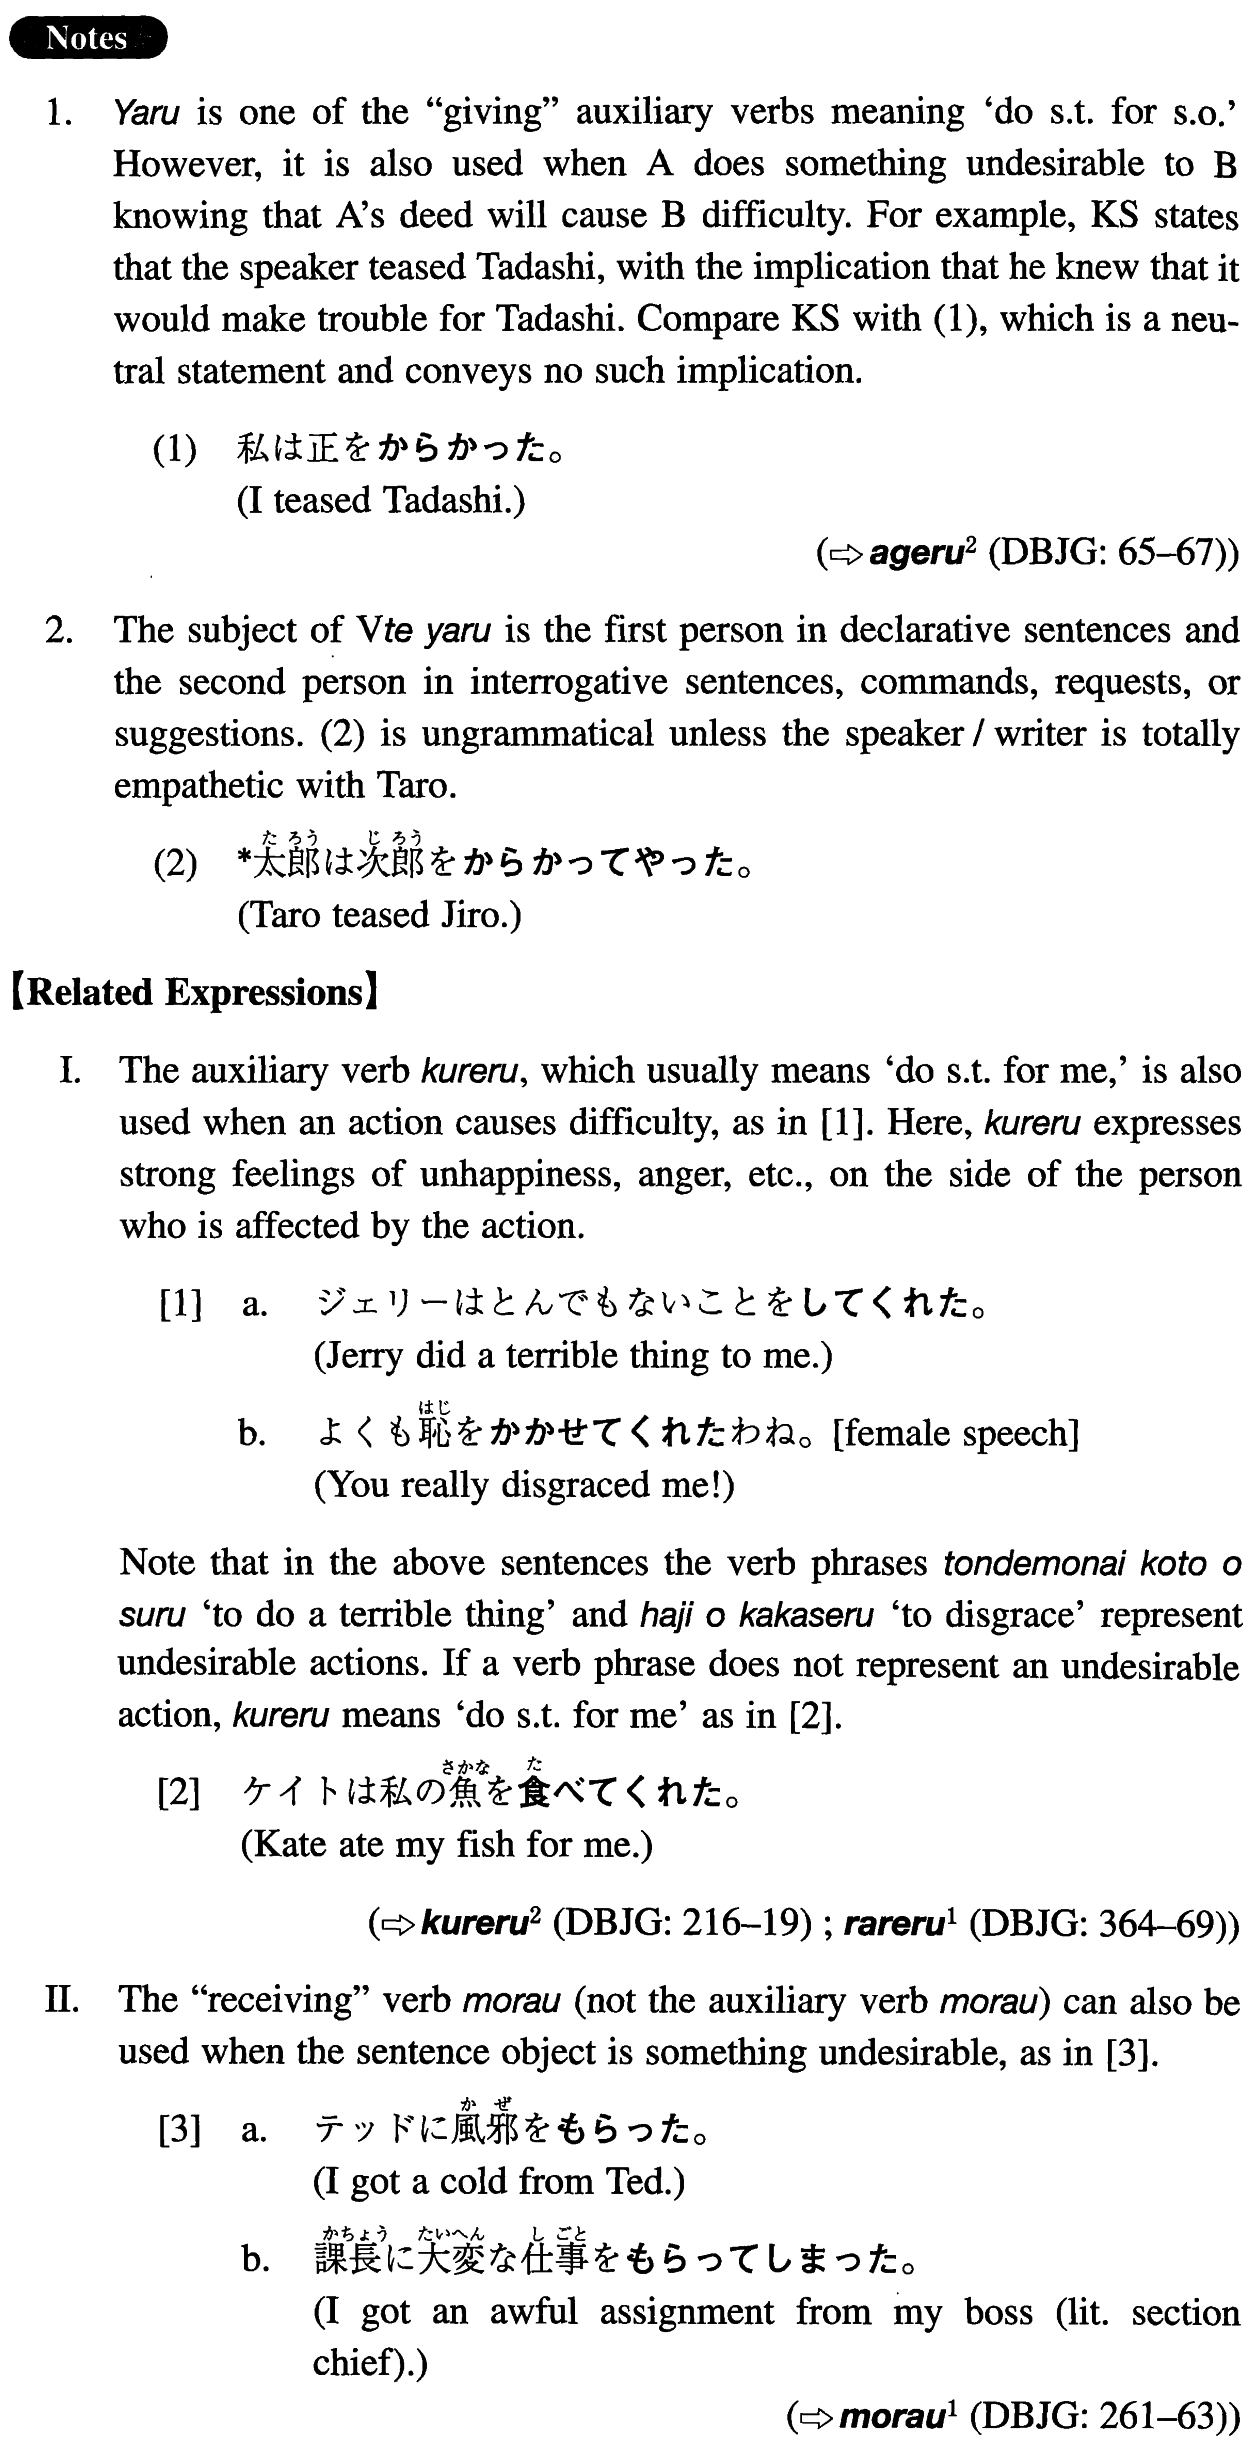 Notes
1. Yaru is one of the “giving” auxiliary verbs meaning ‘do s.t. for s.o.’
However, it is also used when A does something undesirable to B
knowing that A’s deed will cause B difficulty. For example, KS states
that the speaker teased Tadashi, with the implication that he knew that it
would make trouble for Tadashi. Compare KS with (1), which is a neu-
tral statement and conveys no such implication.
(1) 私は正をからかった。
(I teased Tadashi.)
(⇨ageru² (DBJG: 65–67))
2. The subject of Vte yaru is the first person in declarative sentences and
the second person in interrogative sentences, commands, requests, or
suggestions. (2) is ungrammatical unless the speaker / writer is totally
empathetic with Taro.
たろう じろう
(2) *太郎は次郎をからかってやった。
(Taro teased Jiro.)
【Related Expressions】
I. The auxiliary verb kureru, which usually means ‘do s.t. for me,’ is also
used when an action causes difficulty, as in [1]. Here, kureru expresses
strong feelings of unhappiness, anger, etc., on the side of the person
who is affected by the action.
[1] a. ジェリーはとんでもないことをしてくれた。
(Jerry did a terrible thing to me.)
はじ
b. よくも恥をかかせてくれたわね。[female speech]
(You really disgraced me!)
Note that in the above sentences the verb phrases tondemonai koto o
suru ‘to do a terrible thing’ and haji o kakaseru ‘to disgrace’ represent
undesirable actions. If a verb phrase does not represent an undesirable
action, kureru means ‘do s.t. for me’ as in [2].
さかな た
[2] ケイトは私の魚を食べてくれた。
(Kate ate my fish for me.)
(⇨kureru² (DBJG: 216–19) ; rareru¹ (DBJG: 364–69))
II. The “receiving” verb morau (not the auxiliary verb morau) can also be
used when the sentence object is something undesirable, as in [3].
かぜ
[3] a. テッドに風邪をもらった。
(I got a cold from Ted.)
かちょう たいへん しごと
b. 課長に大変な仕事をもらってしまった。
(I got an awful assignment from my boss (lit. section
chief).)
(⇨morau¹ (DBJG: 261–63))